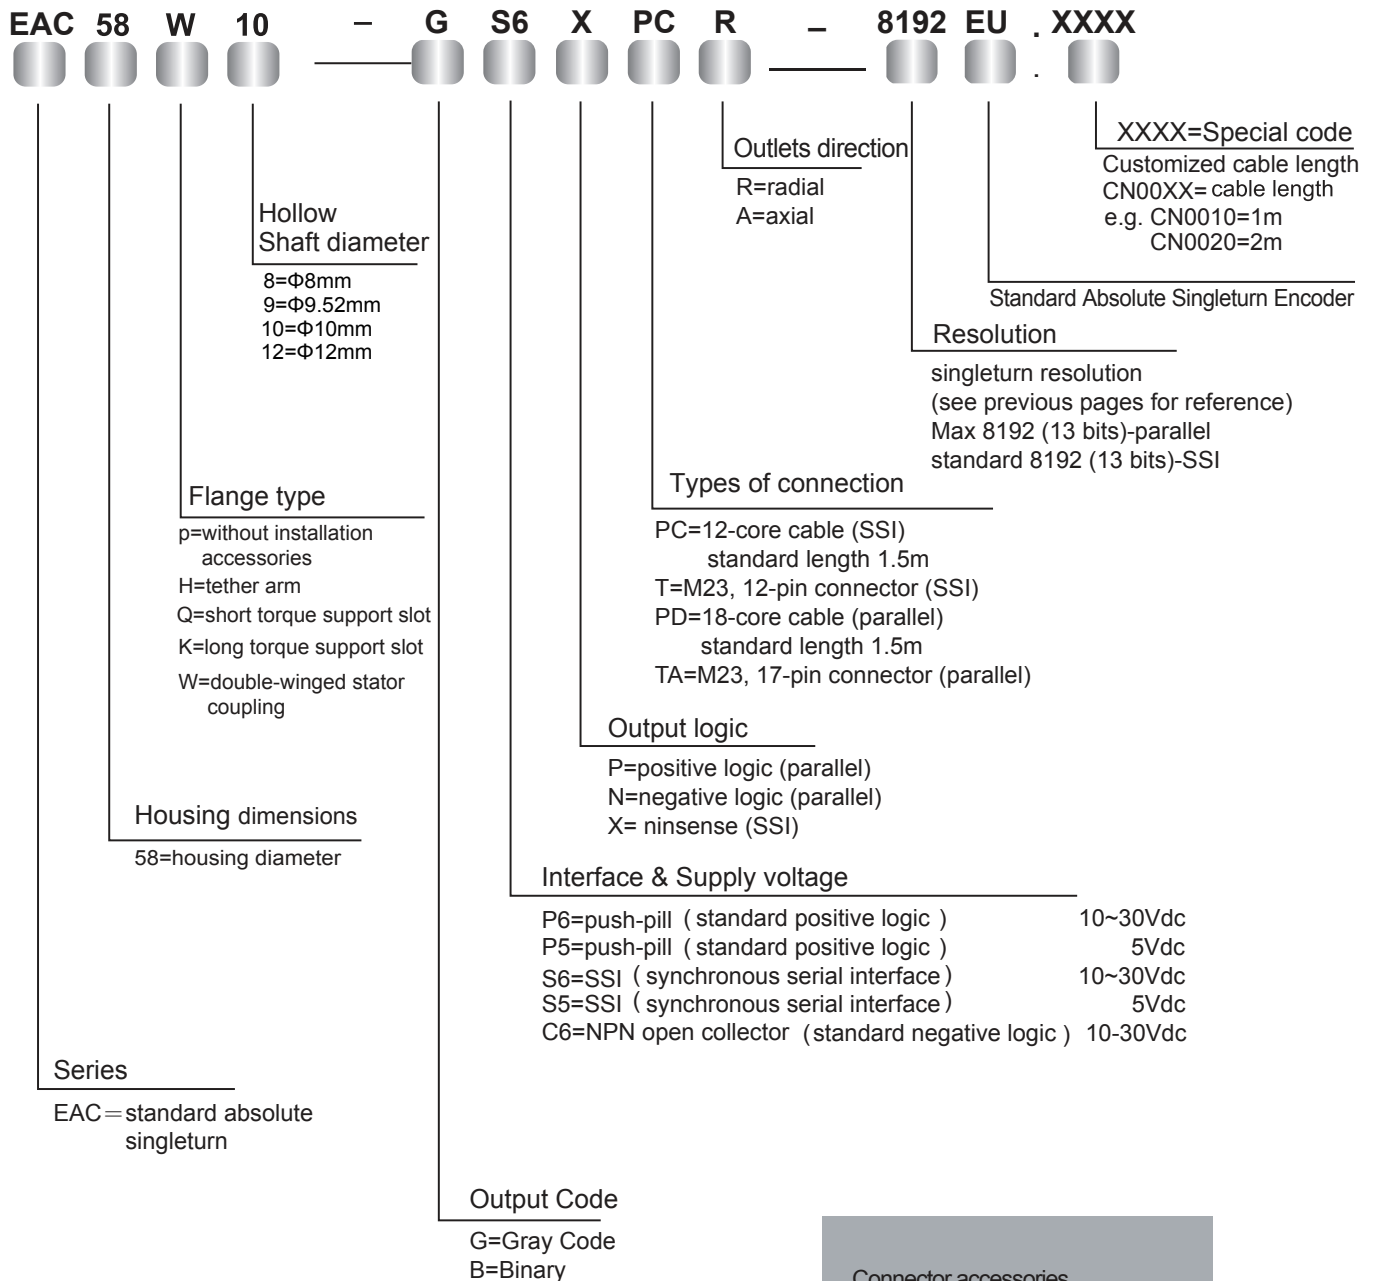 EAC 58 W 10 – G S6 X PC R – 8192 EU . XXXX
.
XXXX=Special code
Customized cable length
CN00XX= cable length
e.g. CN0010=1m
CN0020=2m
Outlets direction
R=radial
A=axial
Hollow
Shaft diameter
8=Φ8mm
9=Φ9.52mm
10=Φ10mm
12=Φ12mm
Standard Absolute Singleturn Encoder
Resolution
singleturn resolution
(see previous pages for reference)
Max 8192 (13 bits)-parallel
standard 8192 (13 bits)-SSI
Flange type
p=without installation
accessories
H=tether arm
Q=short torque support slot
K=long torque support slot
W=double-winged stator
coupling
Types of connection
PC=12-core cable (SSI)
standard length 1.5m
T=M23, 12-pin connector (SSI)
PD=18-core cable (parallel)
standard length 1.5m
TA=M23, 17-pin connector (parallel)
Output logic
P=positive logic (parallel)
N=negative logic (parallel)
X= ninsense (SSI)
Housing dimensions
58=housing diameter
Interface & Supply voltage
P6=push-pill ( standard positive logic ) 10~30Vdc
P5=push-pill ( standard positive logic ) 5Vdc
S6=SSI ( synchronous serial interface ) 10~30Vdc
S5=SSI ( synchronous serial interface ) 5Vdc
C6=NPN open collector ( standard negative logic ) 10-30Vdc
Series
EAC=standard absolute
singleturn
Output Code
G=Gray Code
B=Binary
Connector accessories